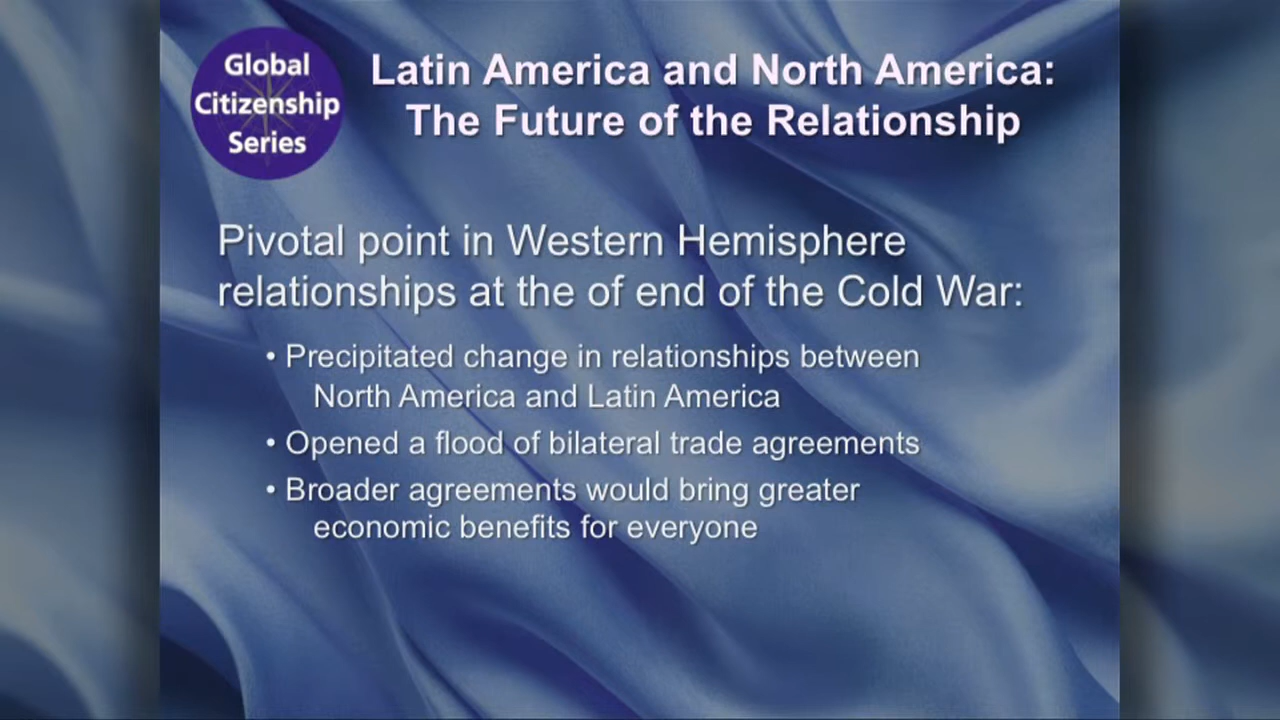 Global
Citizenship
Series
Latin America and North America:
The Future of the Relationship
Pivotal point in Western Hemisphere
relationships at the of end of the Cold War:
• Precipitated change in relationships between
North America and Latin America
• Opened a flood of bilateral trade agreements
• Broader agreements would bring greater
economic benefits for everyone